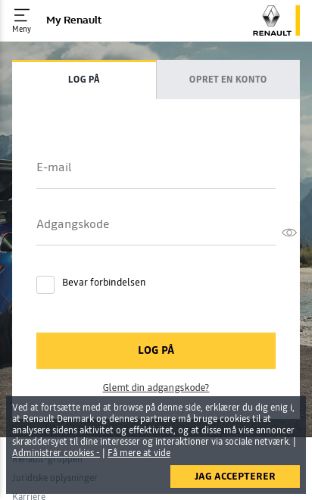 Meny
My Renault
RENAULT
LOG PÅ
OPRET EN KONTO
E-mail
Adgangskode
Bevar forbindelsen
LOG PÅ
Glemt din adgangskode?
Ved at fortsætte med at browse på denne side, erklærer du dig enig i,
at Renault Danmark og dennes partnere må bruge cookies til at
analysere sidens aktivitet og effektivitet, og at disse må vise annoncer
skræddersyet til dine interesser og interaktioner via sociale netværk. |
Administrer cookies - | Få mere at vide
JAG ACCEPTERER
Renault gruppen
Juridiske oplysninger
Karriere